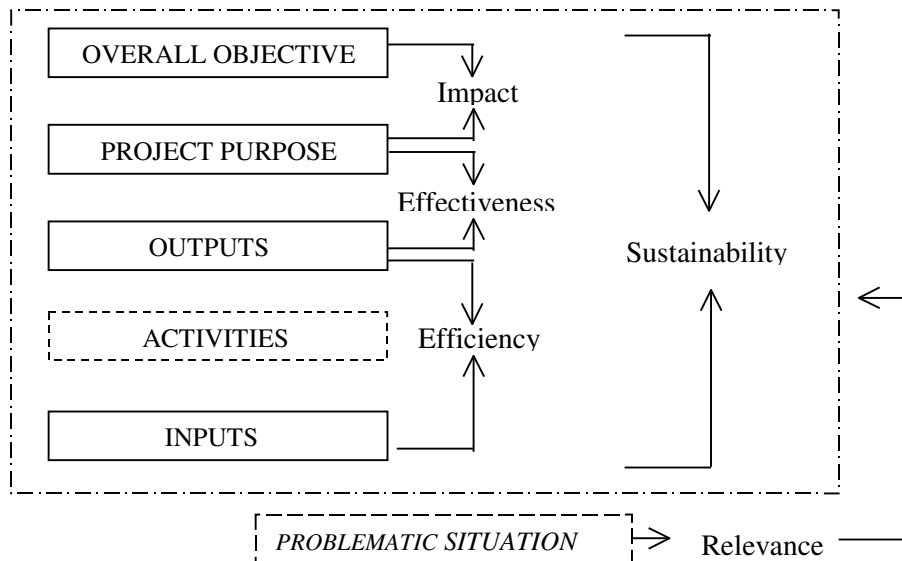 OVERALL OBJECTIVE
Impact
PROJECT PURPOSE
Effectiveness
OUTPUTS
Sustainability
ACTIVITIES
Efficiency
INPUTS
PROBLEMATIC SITUATION
Relevance